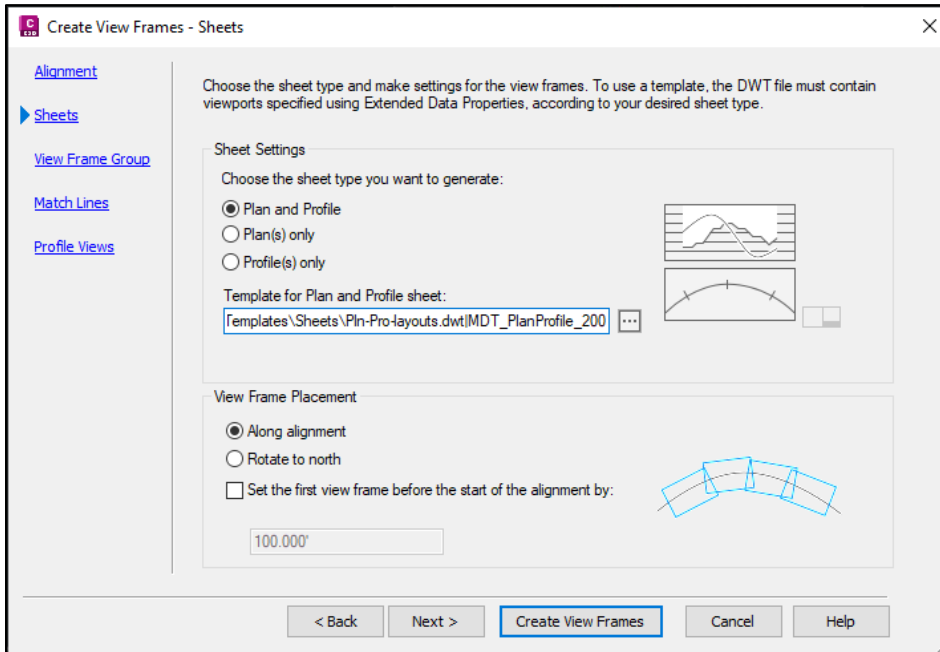 C
C3D
Create View Frames - Sheets
Alignment
Sheets
View Frame Group
Match Lines
Profile Views
Choose the sheet type and make settings for the view frames. To use a template, the DWT file must contain
viewports specified using Extended Data Properties, according to your desired sheet type.
Sheet Settings
Choose the sheet type you want to generate:
Plan and Profile
Plan(s) only
Profile(s) only
Template for Plan and Profile sheet:
Templates\Sheets\Pln-Pro-layouts.dwt|MDT_PlanProfile_200
...
View Frame Placement
Along alignment
Rotate to north
Set the first view frame before the start of the alignment by:
100.000'
< Back
Next >
Create View Frames
Cancel
Help